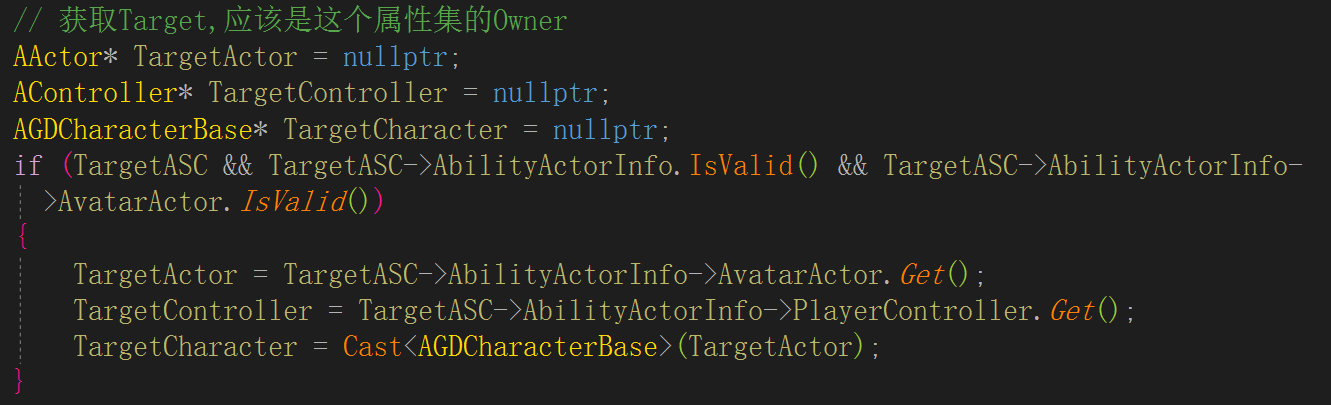 // 获取Target,应该是这个属性集的Owner
AActor* TargetActor = nullptr;
AController* TargetController = nullptr;
AGDCharacterBase* TargetCharacter = nullptr;
if (TargetASC && TargetASC->AbilityActorInfo.IsValid() && TargetASC->AbilityActorInfo-
>AvatarActor.IsValid())
{
TargetActor = TargetASC->AbilityActorInfo->AvatarActor.Get();
TargetController = TargetASC->AbilityActorInfo->PlayerController.Get();
TargetCharacter = Cast<AGDCharacterBase>(TargetActor);
}